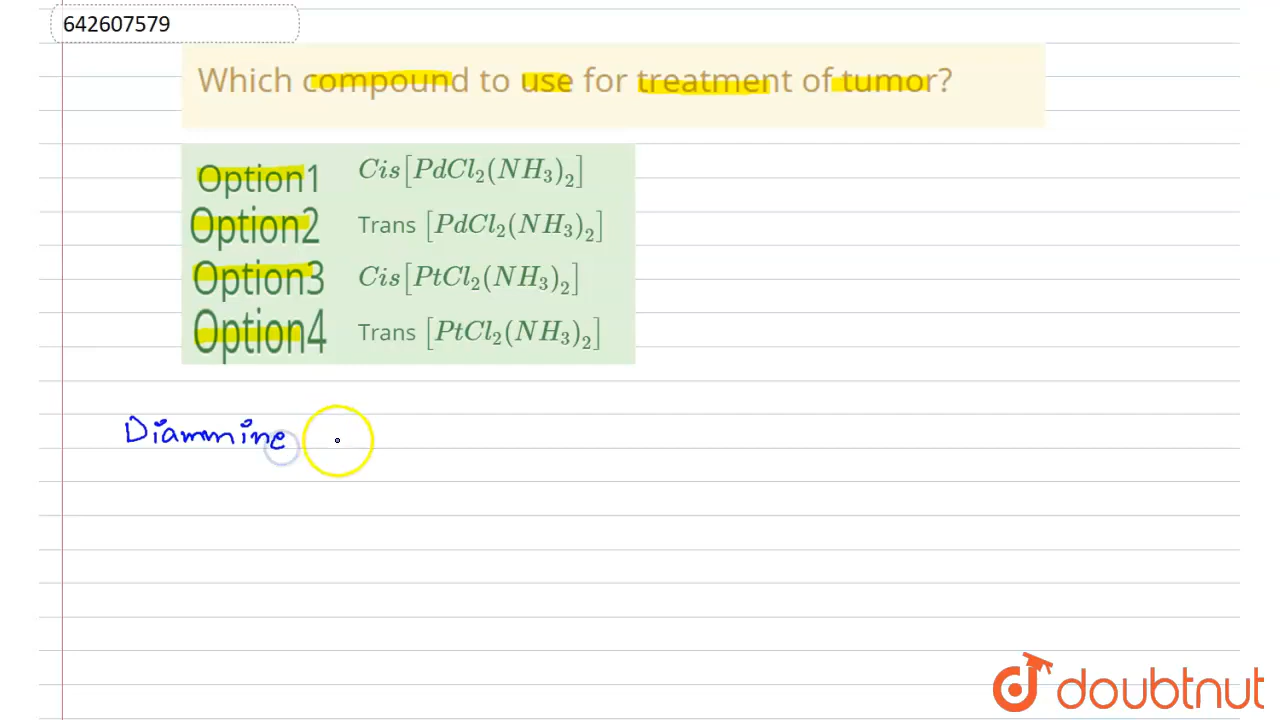 642607579
Which compound to use for treatment of tumor?
Option1 Cis[PdCl₂(NH₃)₂]
Option2 Trans [PdCl₂(NH₃)₂]
Option3 Cis[PtCl₂(NH₃)₂]
Option4 Trans [PtCl₂(NH₃)₂]
Diammine
doubtnut